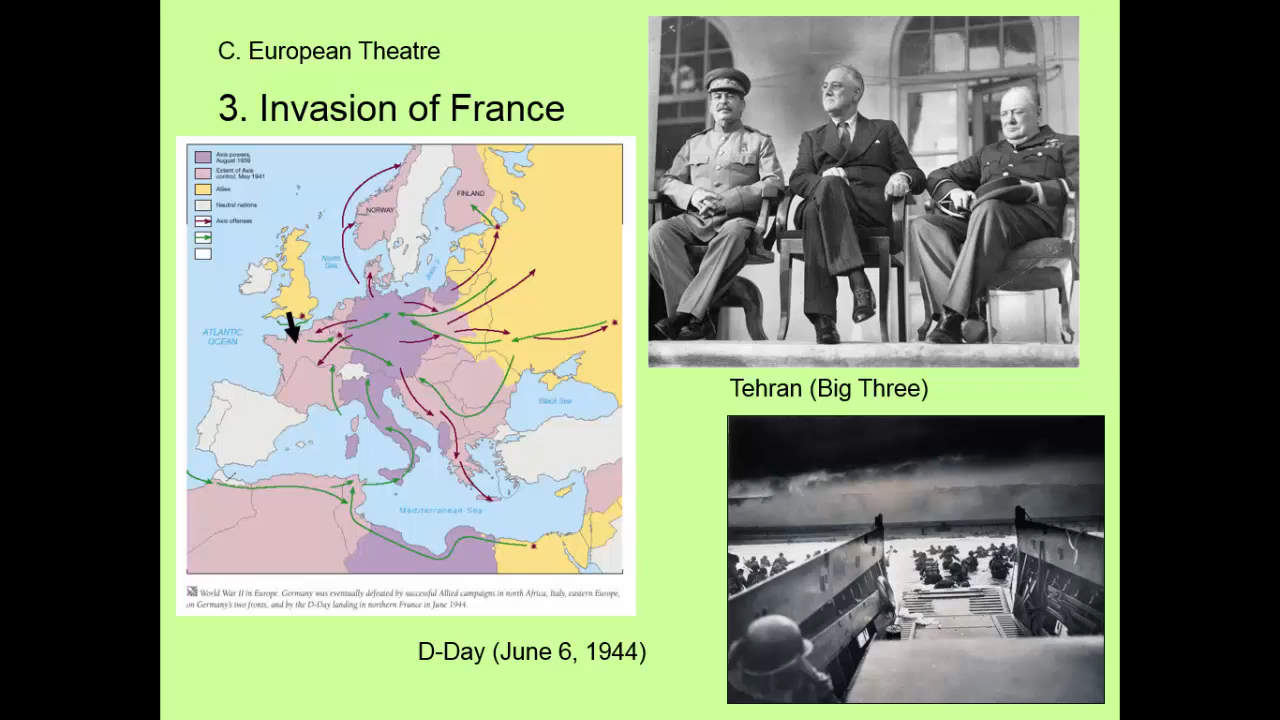 C. European Theatre
3. Invasion of France
Axis powers,
August 1939
Extent of Axis
control, May 1941
Allies
Neutral nations
Axis offenses
FINLAND
NORWAY
North
Sea
ATLANTIC
OCEAN
Black Sea
Mediterranean Sea
World War II in Europe. Germany was eventually defeated by successful Allied campaigns in north Africa, Italy, eastern Europe,
on Germany's two fronts, and by the D-Day landing in northern France in June 1944.
Tehran (Big Three)
D-Day (June 6, 1944)